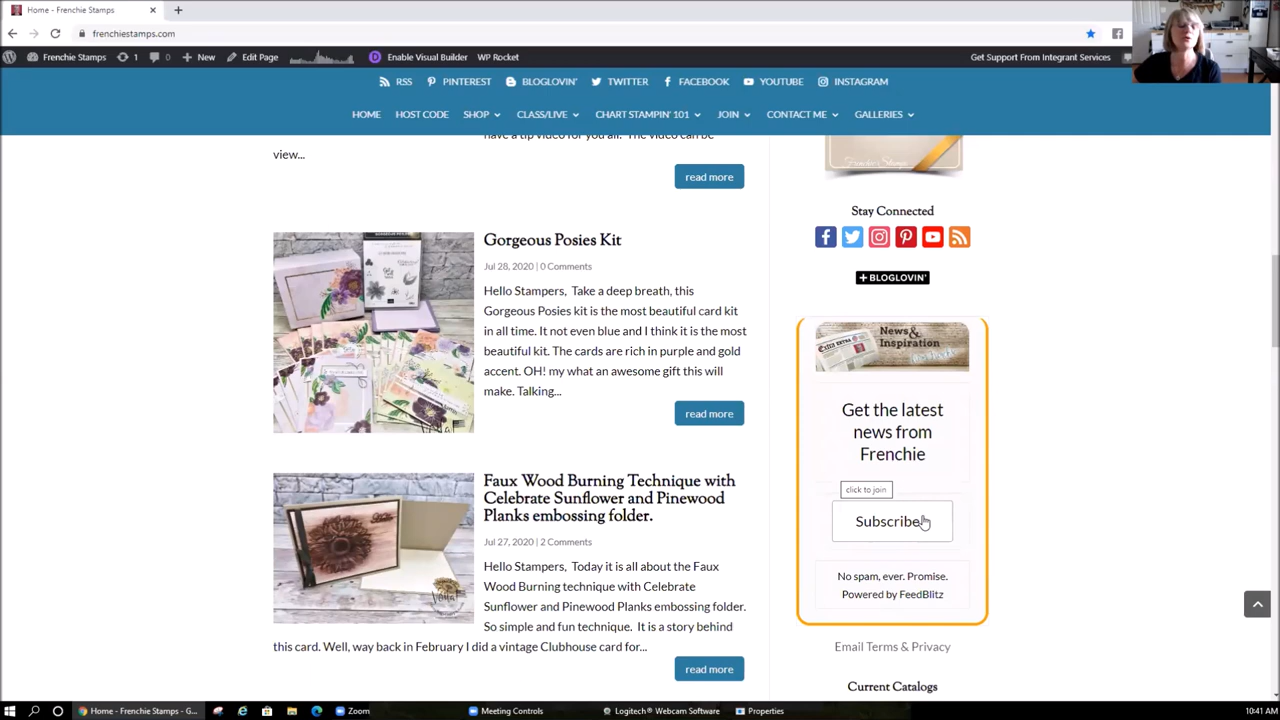 Home - Frenchie Stamps
frenchiestamps.com
Frenchie Stamps 1 0 New Edit Page Enable Visual Builder WP Rocket Get Support From Integrant Services
RSS PINTEREST BLOGLOVIN' TWITTER FACEBOOK YOUTUBE INSTAGRAM
HOME HOST CODE SHOP CLASS/LIVE CHART STAMPIN' 101 JOIN CONTACT ME GALLERIES
have a tip video for you all. The video can be
view...
read more
Gorgeous Posies Kit
Jul 28, 2020 | 0 Comments
Hello Stampers, Take a deep breath, this
Gorgeous Posies kit is the most beautiful card kit
in all time. It not even blue and I think it is the most
beautiful kit. The cards are rich in purple and gold
accent. OH! my what an awesome gift this will
make. Talking...
read more
Faux Wood Burning Technique with
Celebrate Sunflower and Pinewood
Planks embossing folder.
Jul 27, 2020 | 2 Comments
Hello Stampers, Today it is all about the Faux
Wood Burning technique with Celebrate
Sunflower and Pinewood Planks embossing folder.
So simple and fun technique. It is a story behind
this card. Well, way back in February I did a vintage Clubhouse card for...
read more
Frenchie Stamps
Stay Connected
+ BLOGLOVIN'
News &
Inspiration
Get the latest
news from
Frenchie
click to join
Subscribe
No spam, ever. Promise.
Powered by FeedBlitz
Email Terms & Privacy
Current Catalogs
Home - Frenchie Stamps - G... Zoom Meeting Controls Logitech® Webcam Software Properties 10:41 AM